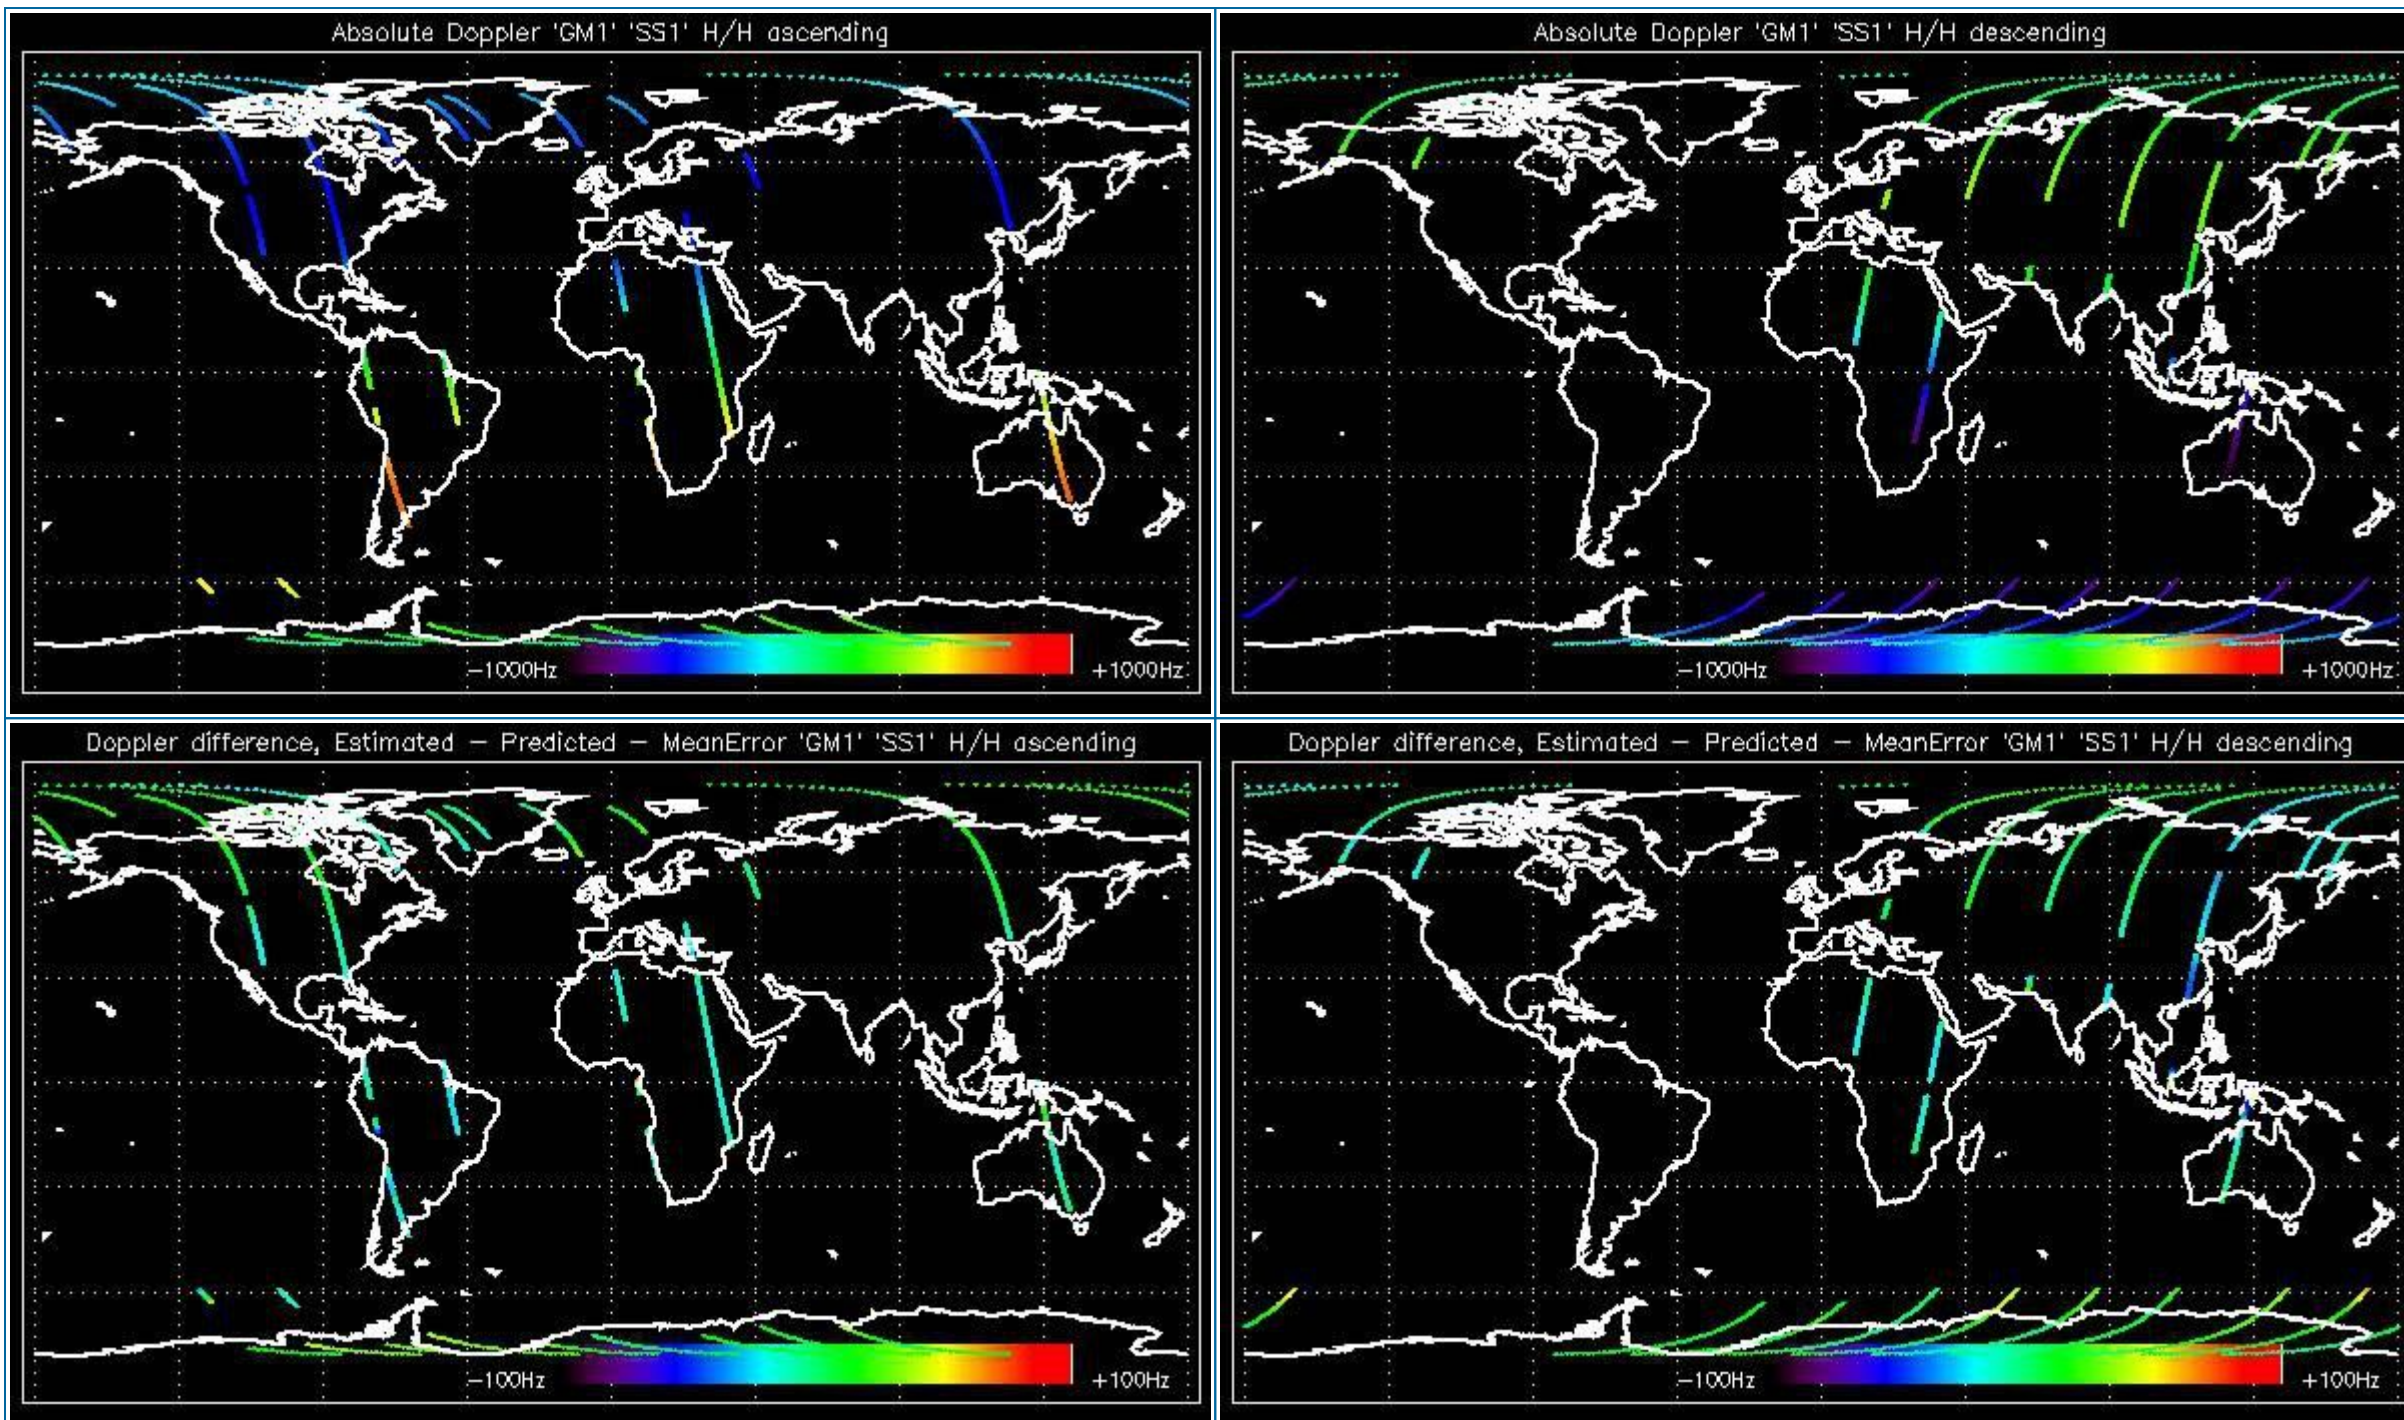 Absolute Doppler 'GM1' 'SS1' H/H ascending
-1000Hz
+1000Hz
Absolute Doppler 'GM1' 'SS1' H/H descending
-1000Hz
+1000Hz
Doppler difference, Estimated - Predicted - MeanError 'GM1' 'SS1' H/H ascending
-100Hz
+100Hz
Doppler difference, Estimated - Predicted - MeanError 'GM1' 'SS1' H/H descending
-100Hz
+100Hz